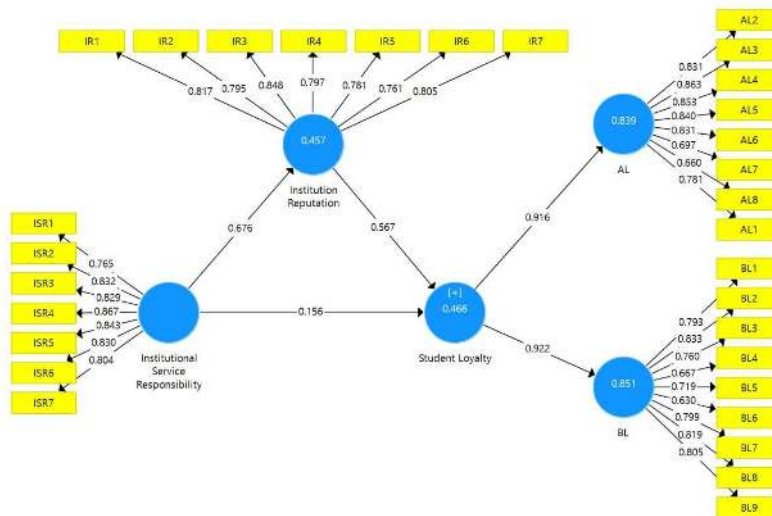 IR1 IR2 IR3 IR4 IR5 IR6 IR7
0.817 0.795 0.848 0.797 0.781 0.761 0.805
0.457
Institution
Reputation
0.676
0.567
ISR1
ISR2
ISR3
ISR4
ISR5
ISR6
ISR7
0.765
0.832
0.829
0.867
0.843
0.830
0.804
Institutional
Service
Responsibility
0.156
[+]
0.466
Student Loyalty
0.916
0.922
0.839
AL
0.831
0.863
0.853
0.840
0.831
0.697
0.660
0.781
AL2
AL3
AL4
AL5
AL6
AL7
AL8
AL1
0.851
BL
0.793
0.833
0.760
0.667
0.719
0.630
0.799
0.819
0.805
BL1
BL2
BL3
BL4
BL5
BL6
BL7
BL8
BL9